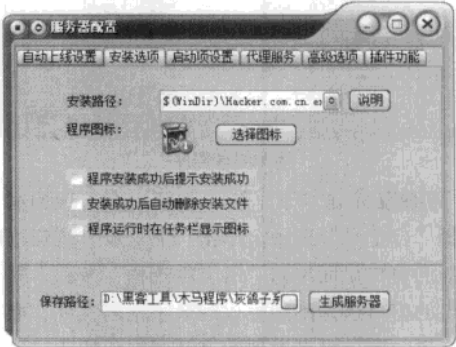 服务器配置
自动上线设置 安装选项 启动项设置 代理服务 高级选项 插件功能
安装路径： $(WinDir)\Hacker.com.cn.ex 说明
程序图标： 选择图标
程序安装成功后提示安装成功
安装成功后自动删除安装文件
程序运行时在任务栏显示图标
保存路径： D:\黑客工具\木马程序\灰鸽子系 生成服务器